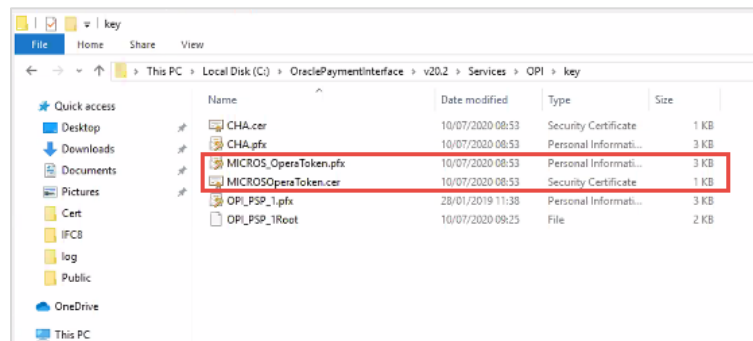 key
File Home Share View
This PC Local Disk (C:) OraclePaymentInterface v20.2 Services OPI key
Name Date modified Type Size
Quick access
Desktop
Downloads
Documents
Pictures
Cert
IFC8
log
Public
OneDrive
This PC
CHA.cer 10/07/2020 08:53 Security Certificate 1 KB
CHA.pfx 10/07/2020 08:53 Personal Informati... 3 KB
MICROS_OperaToken.pfx 10/07/2020 08:53 Personal Informati... 3 KB
MICROSOperaToken.cer 10/07/2020 08:53 Security Certificate 1 KB
OPI_PSP_1.pfx 28/01/2019 11:38 Personal Informati... 3 KB
OPI_PSP_1Root 10/07/2020 09:25 File 2 KB